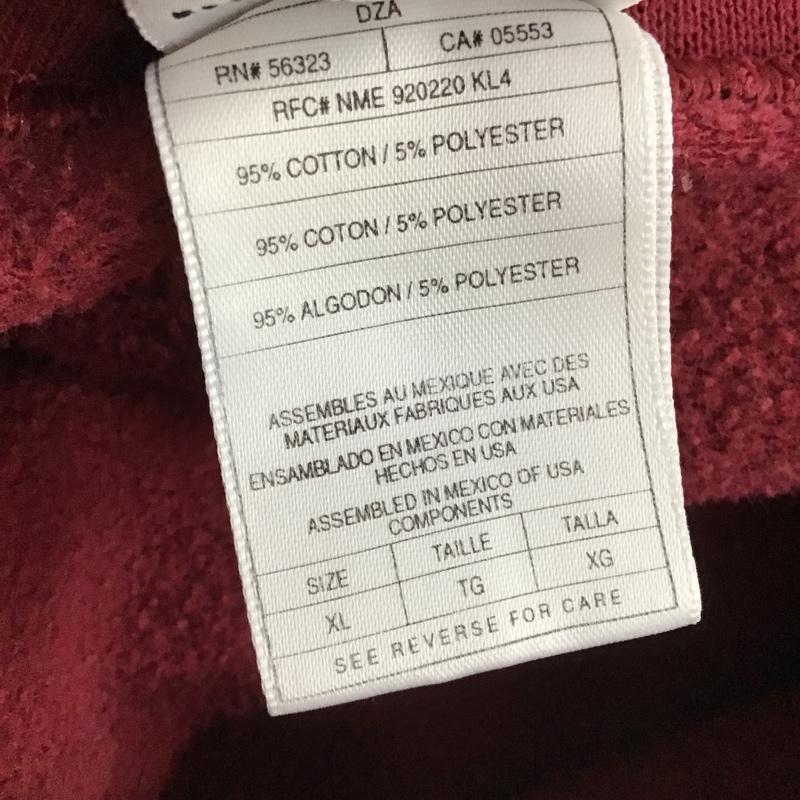 DZA
RN# 56323 CA# 05553
RFC# NME 920220 KL4
95% COTTON / 5% POLYESTER
95% COTON / 5% POLYESTER
95% ALGODON / 5% POLYESTER
ASSEMBLES AU MEXIQUE AVEC DES
MATERIAUX FABRIQUES AUX USA
ENSAMBLADO EN MEXICO CON MATERIALES
HECHOS EN USA
ASSEMBLED IN MEXICO OF USA
COMPONENTS
SIZE TAILLE TALLA
XL TG XG
SEE REVERSE FOR CARE